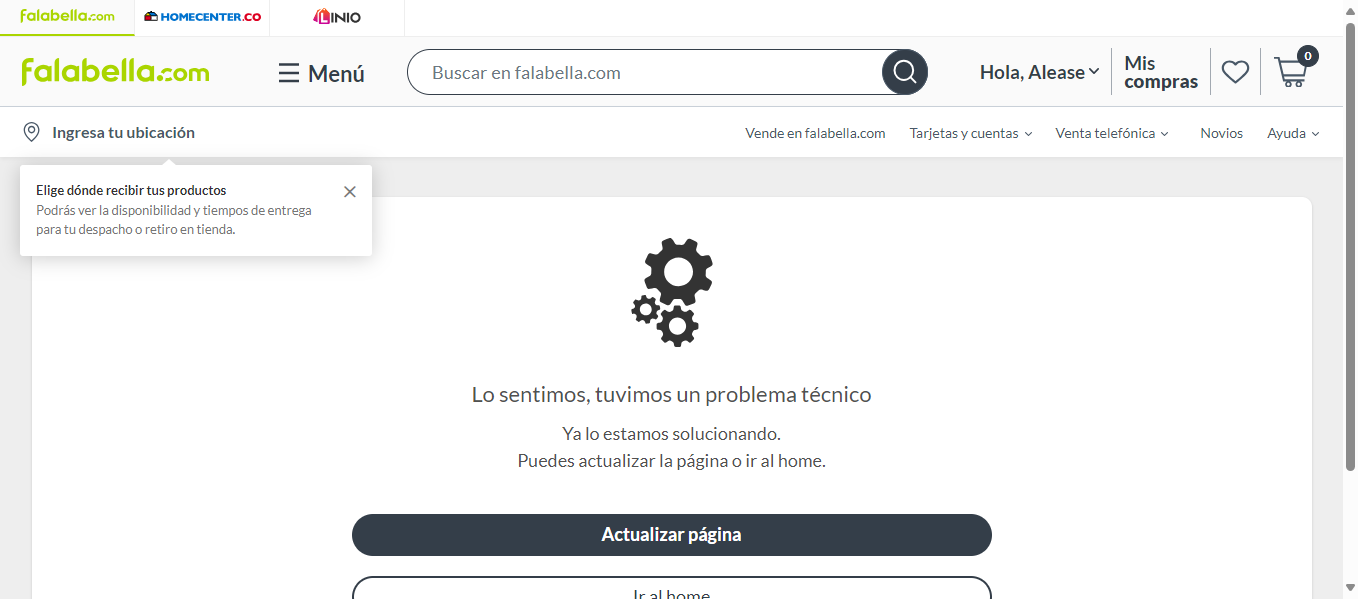 falabella.com
HOMECENTER.CO
LINIO
falabella.com
Menú
Buscar en falabella.com
Hola, Alease
Mis
compras
0
Ingresa tu ubicación
Vende en falabella.com
Tarjetas y cuentas
Venta telefónica
Novios
Ayuda
Elige dónde recibir tus productos
Podrás ver la disponibilidad y tiempos de entrega
para tu despacho o retiro en tienda.
Lo sentimos, tuvimos un problema técnico
Ya lo estamos solucionando.
Puedes actualizar la página o ir al home.
Actualizar página
Ir al home